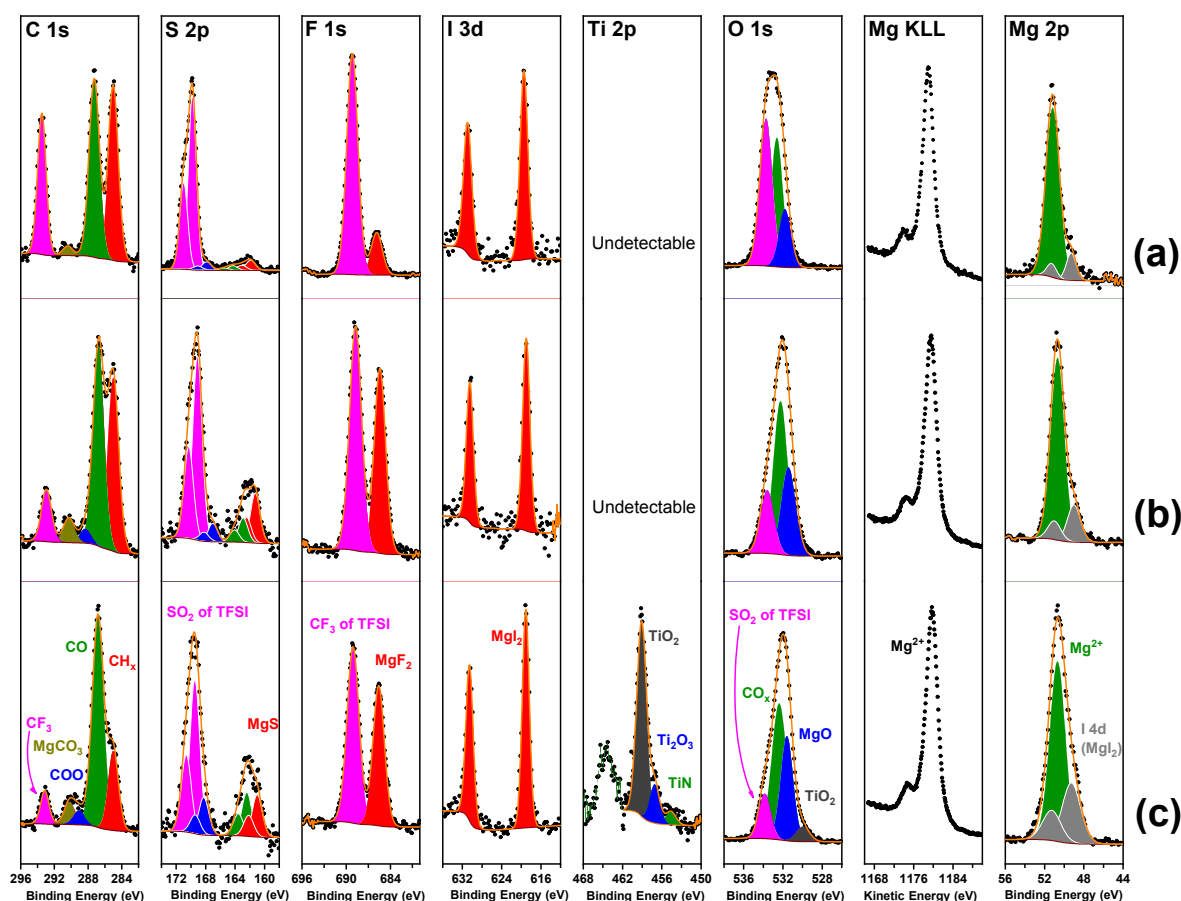 C 1s
S 2p
F 1s
I 3d
Ti 2p
O 1s
Mg KLL
Mg 2p
Undetectable
(a)
Undetectable
(b)
CF₃
MgCO₃
COO
CO
CHₓ
SO₂ of TFSI
MgS
CF₃ of TFSI
MgF₂
MgI₂
TiO₂
Ti₂O₃
TiN
SO₂ of TFSI
COₓ
MgO
TiO₂
Mg²⁺
Mg²⁺
I 4d
(MgI₂)
(c)
296 292 288 284
172 168 164 160
696 690 684
632 624 616
468 462 456 450
536 532 528
1168 1176 1184
56 52 48 44
Binding Energy (eV)
Binding Energy (eV)
Binding Energy (eV)
Binding Energy (eV)
Binding Energy (eV)
Binding Energy (eV)
Kinetic Energy (eV)
Binding Energy (eV)